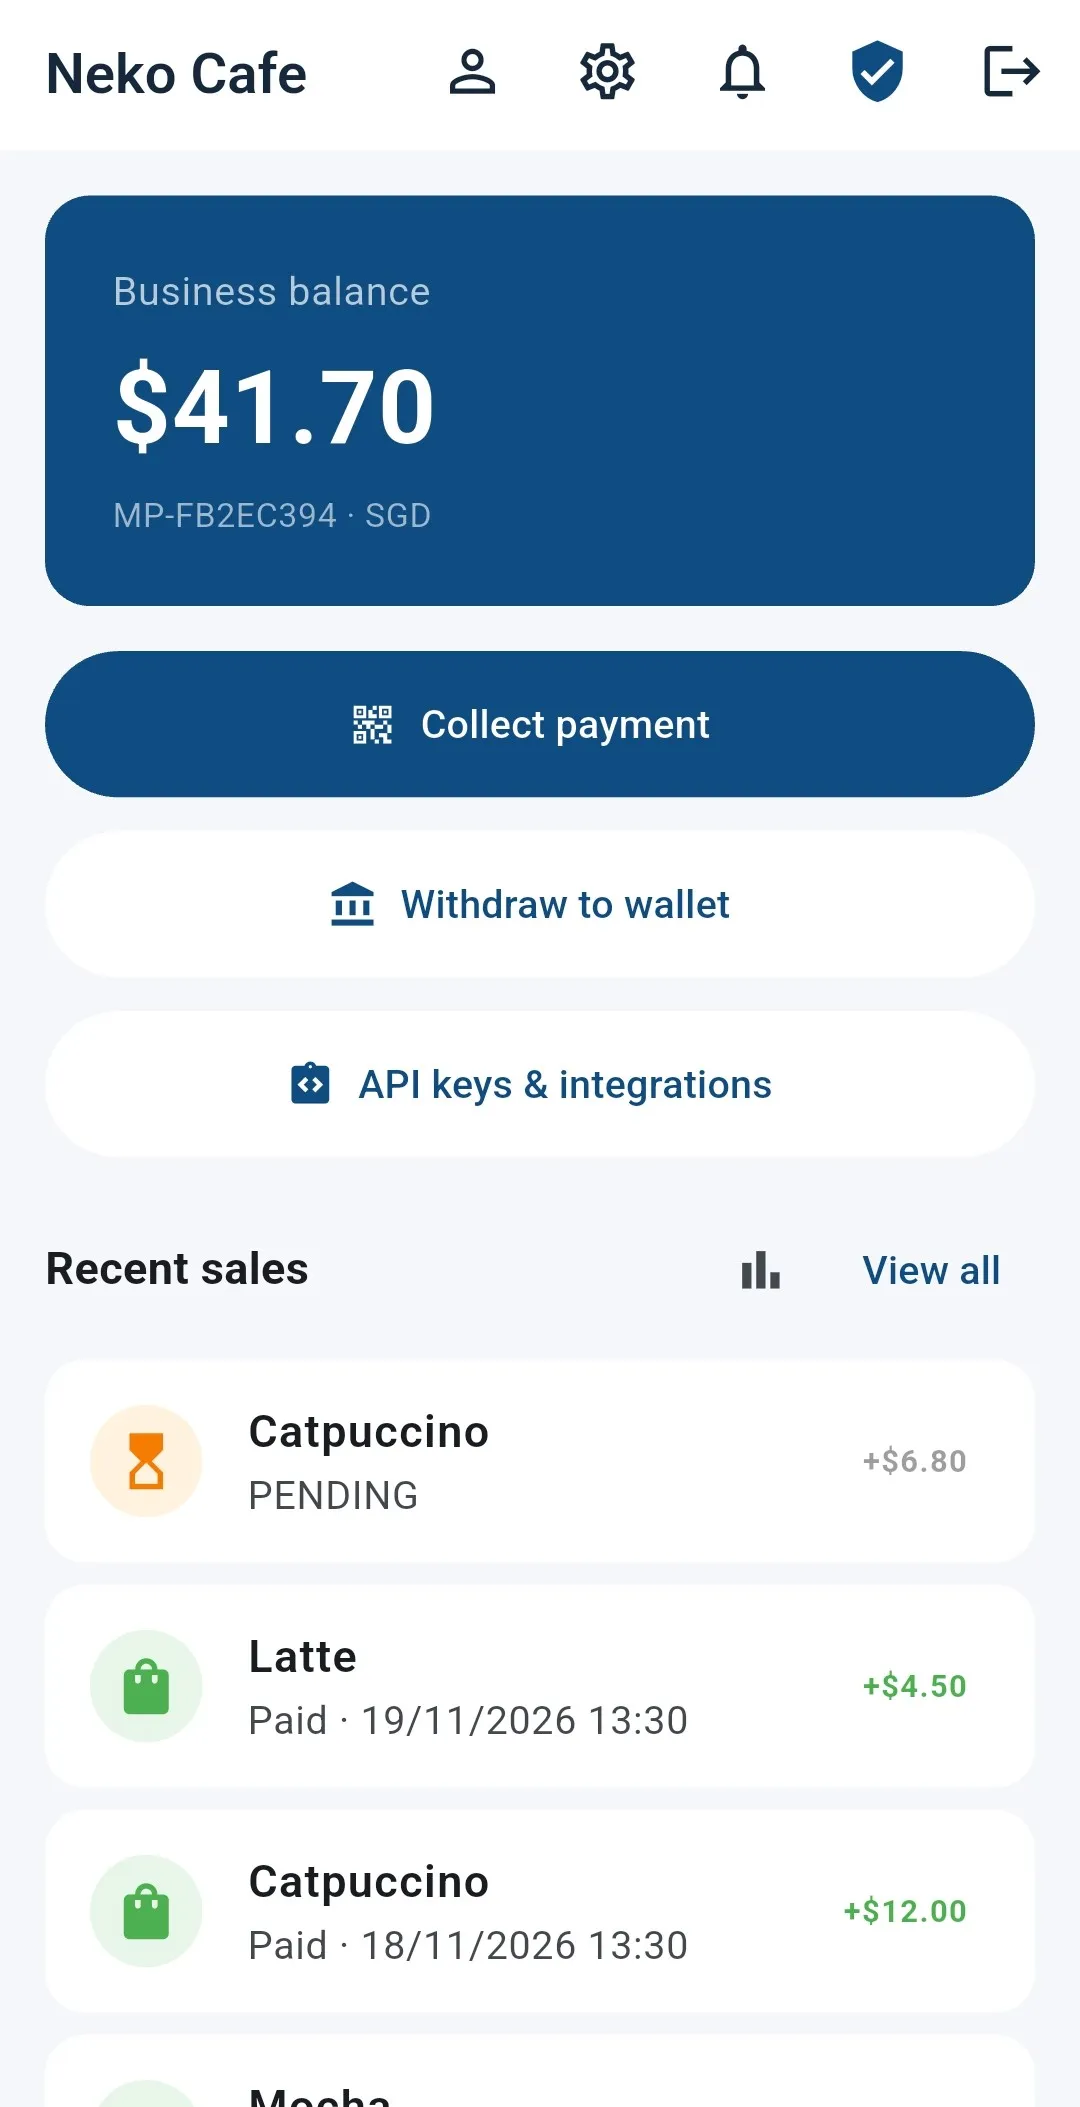 Neko Cafe
Business balance
$41.70
MP-FB2EC394 · SGD
Collect payment
Withdraw to wallet
API keys & integrations
Recent sales
View all
Catpuccino
+$6.80
PENDING
Latte
+$4.50
Paid · 19/11/2026 13:30
Catpuccino
+$12.00
Paid · 18/11/2026 13:30
Mocha